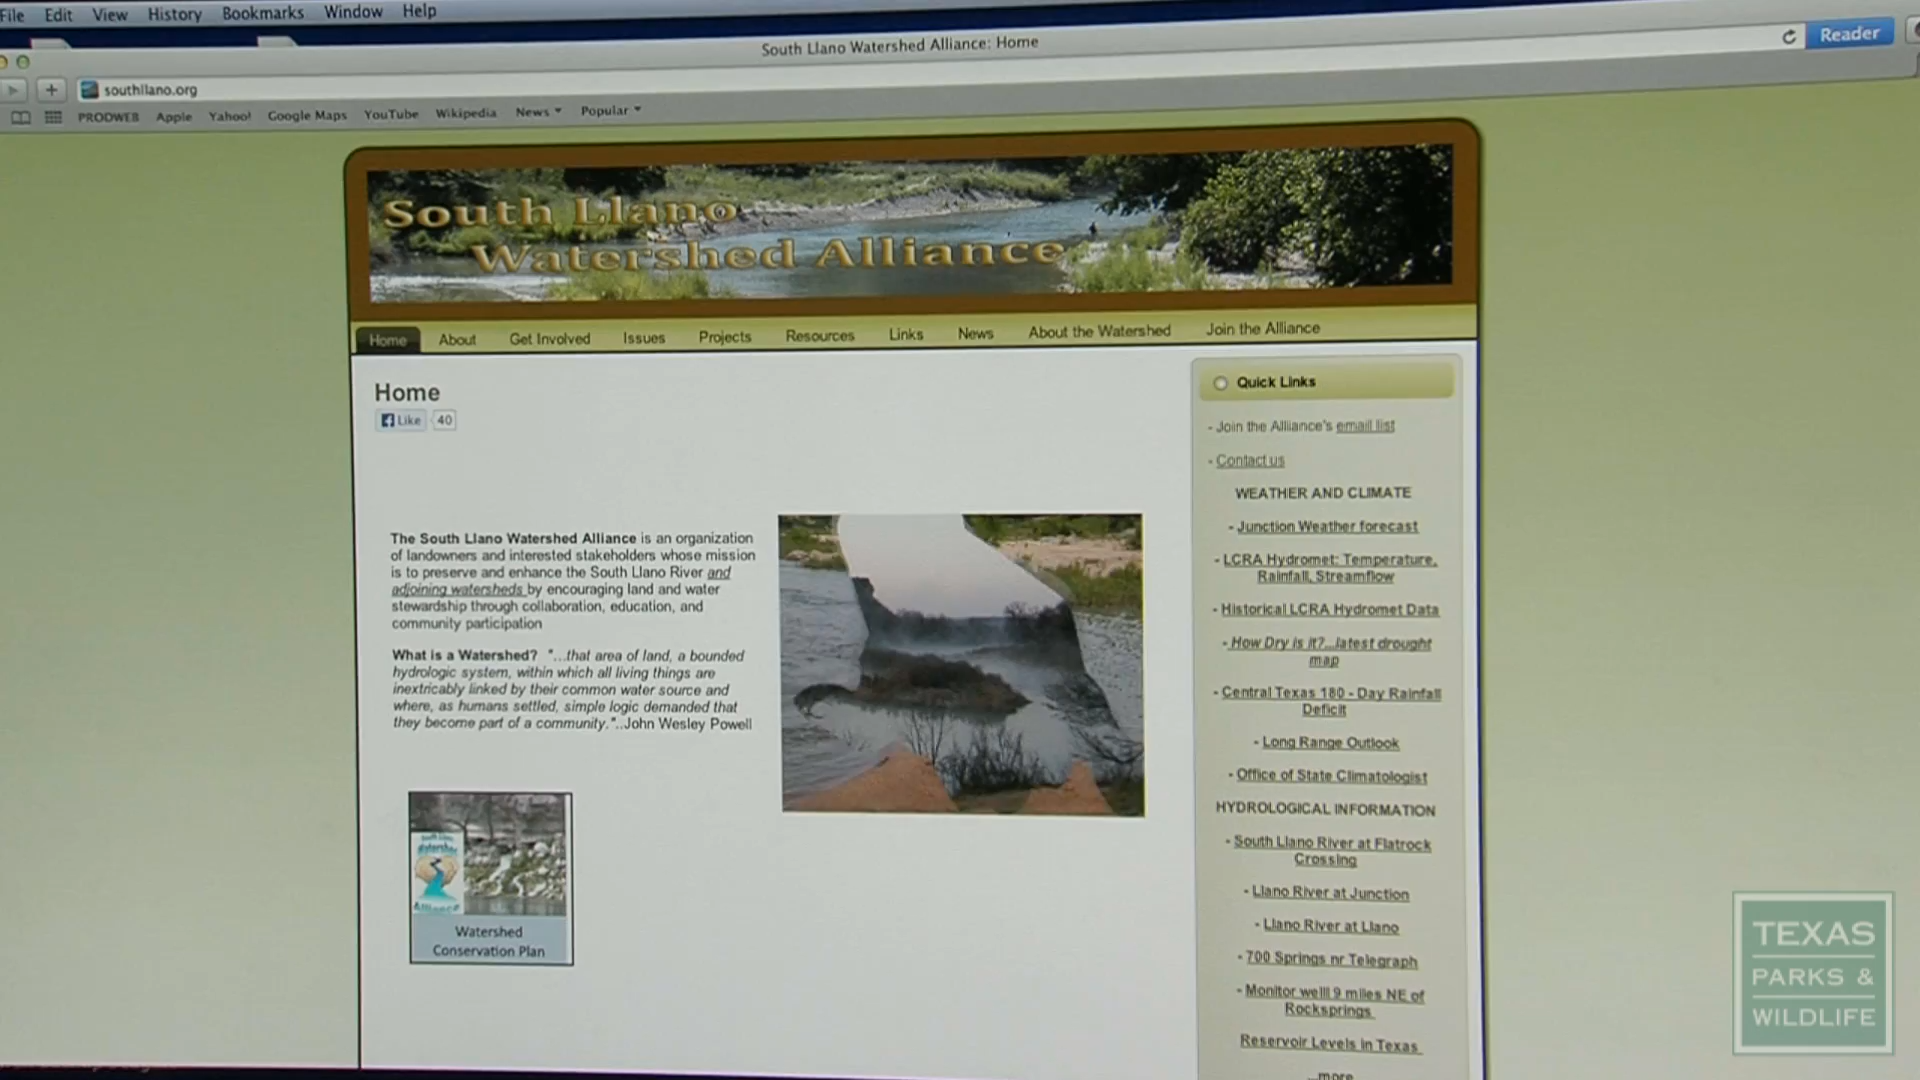 File Edit View History Bookmarks Window Help
South Llano Watershed Alliance: Home
Reader
southllano.org
PRODWEB Apple Yahoo! Google Maps YouTube Wikipedia News Popular
South Llano
Watershed Alliance
Home About Get Involved Issues Projects Resources Links News About the Watershed Join the Alliance
Home
Like 40
The South Llano Watershed Alliance is an organization
of landowners and interested stakeholders whose mission
is to preserve and enhance the South Llano River and
adjoining watersheds by encouraging land and water
stewardship through collaboration, education, and
community participation
What is a Watershed? "...that area of land, a bounded
hydrologic system, within which all living things are
inextricably linked by their common water source and
where, as humans settled, simple logic demanded that
they become part of a community."..John Wesley Powell
South Llano
Watershed
Alliance
Watershed
Conservation Plan
Quick Links
- Join the Alliance's email list
- Contact us
WEATHER AND CLIMATE
- Junction Weather forecast
- LCRA Hydromet: Temperature,
Rainfall, Streamflow
- Historical LCRA Hydromet Data
- How Dry is it?...latest drought
map
- Central Texas 180 - Day Rainfall
Deficit
- Long Range Outlook
- Office of State Climatologist
HYDROLOGICAL INFORMATION
- South Llano River at Flatrock
Crossing
- Llano River at Junction
- Llano River at Llano
- 700 Springs nr Telegraph
- Monitor well 9 miles NE of
Rocksprings
Reservoir Levels in Texas
...more
TEXAS
PARKS &
WILDLIFE